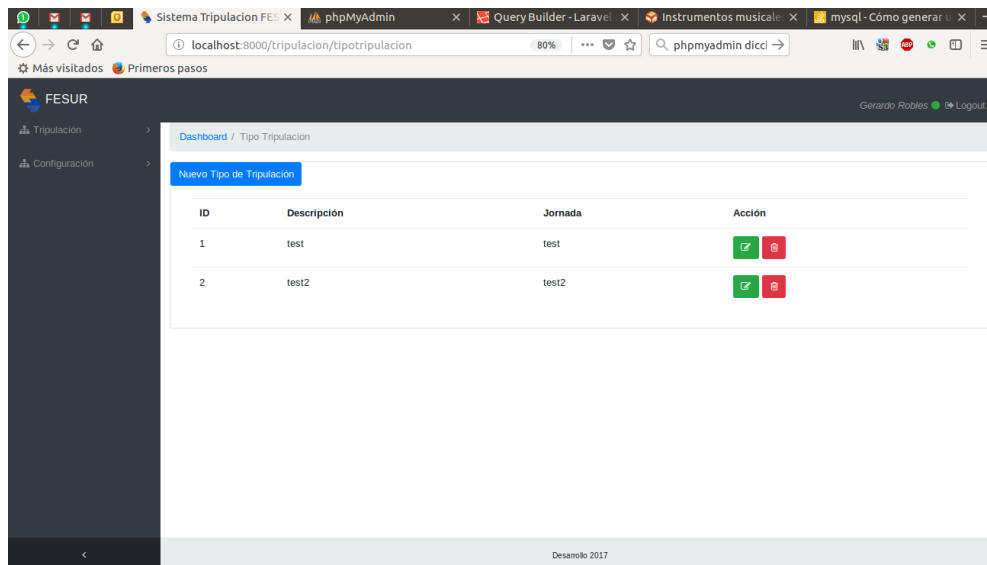 Sistema Tripulacion FES
phpMyAdmin
Query Builder - Laravel
Instrumentos musicale
mysql - Cómo generar u
localhost:8000/tripulacion/tipotripulacion
80%
phpmyadmin dicci
ABP
Más visitados
Primeros pasos
FESUR
Gerardo Robles
Logout
Tripulación
Configuración
Dashboard / Tipo Tripulacion
Nuevo Tipo de Tripulación
ID Descripción Jornada Acción
1 test test
2 test2 test2
Desarrollo 2017